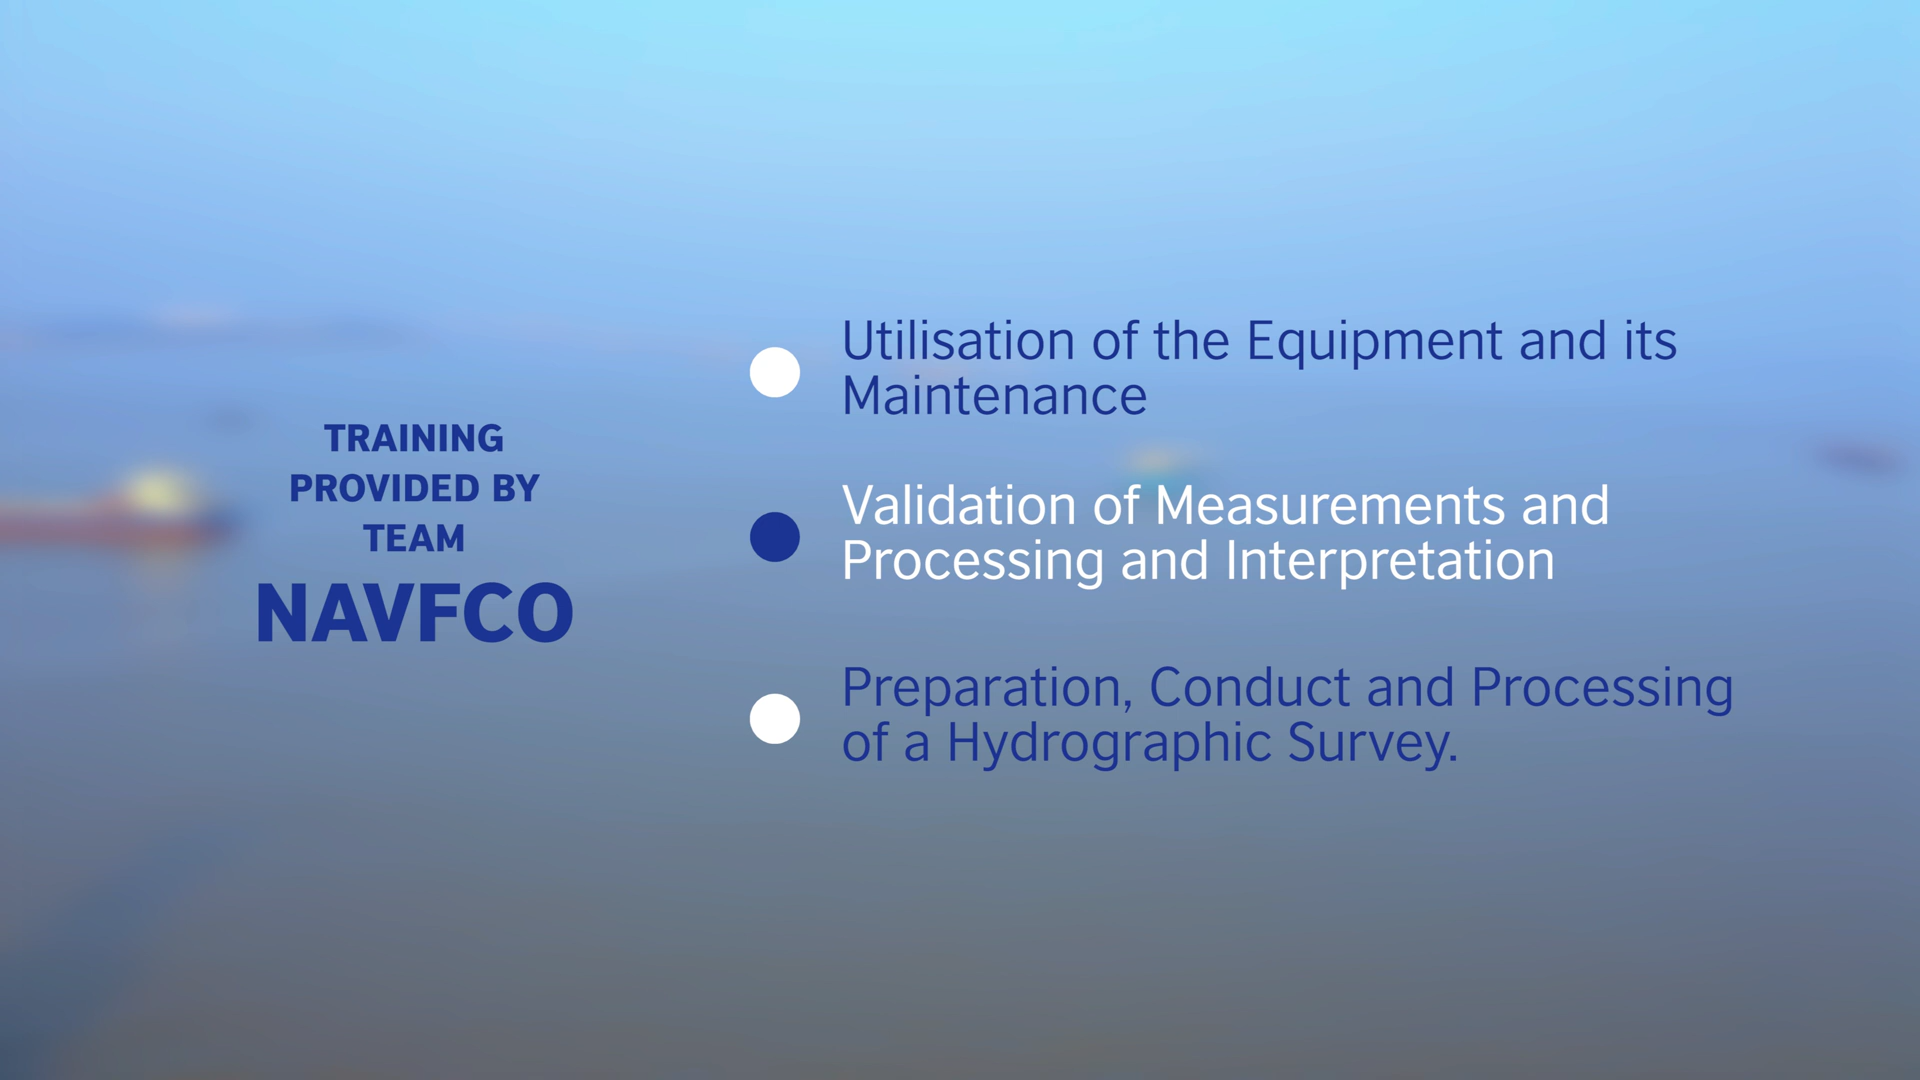 TRAINING
PROVIDED BY
TEAM
NAVFCO
Utilisation of the Equipment and its
Maintenance
Validation of Measurements and
Processing and Interpretation
Preparation, Conduct and Processing
of a Hydrographic Survey.